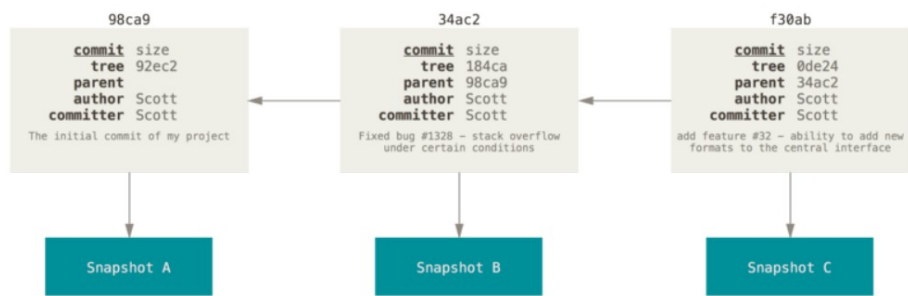 98ca9
commit size
tree 92ec2
parent
author Scott
committer Scott
The initial commit of my project
Snapshot A
34ac2
commit size
tree 184ca
parent 98ca9
author Scott
committer Scott
Fixed bug #1328 – stack overflow
under certain conditions
Snapshot B
f30ab
commit size
tree 0de24
parent 34ac2
author Scott
committer Scott
add feature #32 – ability to add new
formats to the central interface
Snapshot C